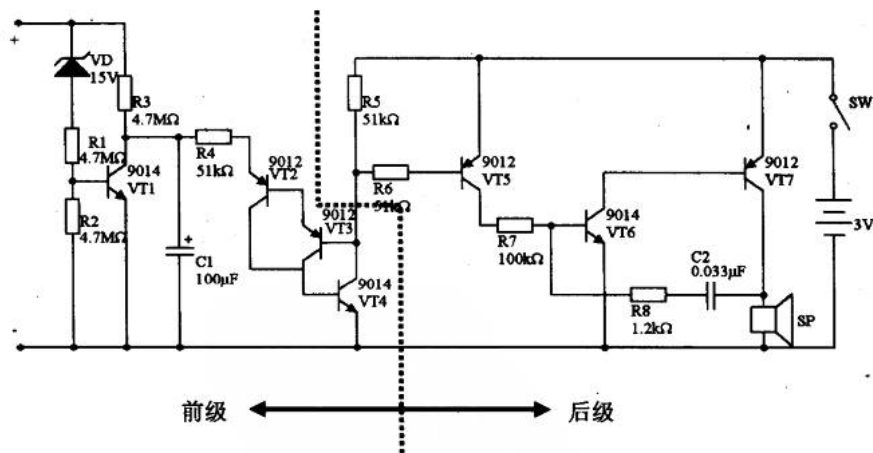 +
VD
15V
R3
4.7MΩ
R1
4.7MΩ
9014
VT1
R2
4.7MΩ
R4
51kΩ
+
C1
100μF
9012
VT2
9012
VT3
9014
VT4
R5
51kΩ
R6
51kΩ
9012
VT5
R7
100kΩ
9014
VT6
9012
VT7
C2
0.033μF
R8
1.2kΩ
SP
SW
3V
前级
后级